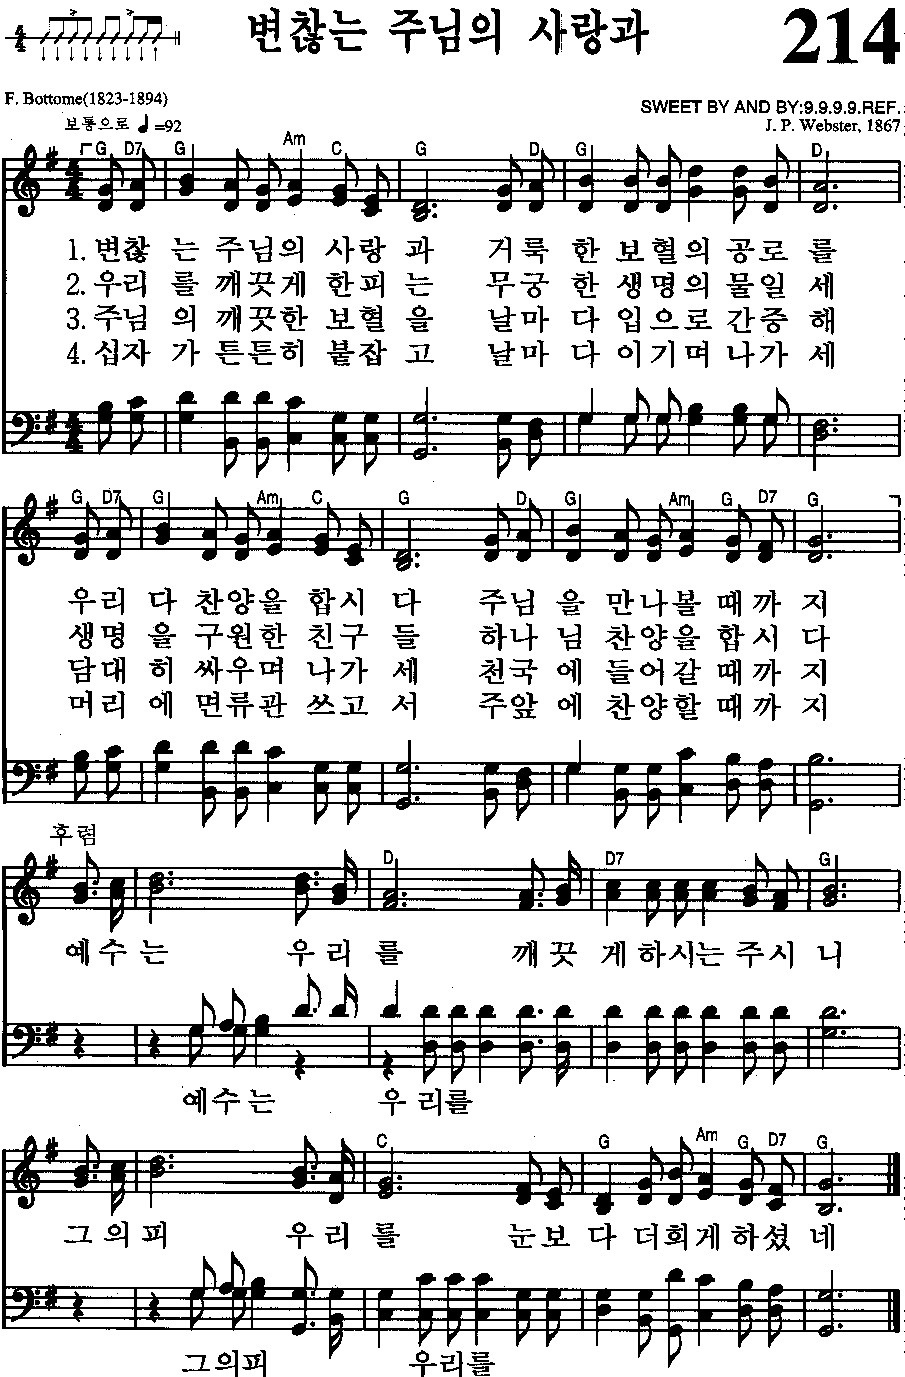 변찮는 주님의 사랑과
214
F. Bottome(1823-1894)
SWEET BY AND BY:9.9.9.9.REF.
보통으로 ♩=92
J. P. Webster, 1867
G D7 G Am C G D G D
4 4
1. 변찮 는 주님의 사랑 과 거룩 한 보혈의 공로 를
2. 우리 를 깨끗게 한피 는 무궁 한 생명의 물일 세
3. 주님 의 깨끗한 보혈 을 날마 다 입으로 간증 해
4. 십자 가 튼튼히 붙잡 고 날마 다 이기며 나가 세
G D7 G Am C G D G Am G D7 G
우리 다 찬양을 합시 다 주님 을 만나볼 때까 지
생명 을 구원한 친구 들 하나 님 찬양을 합시 다
담대 히 싸우며 나가 세 천국 에 들어갈 때까 지
머리 에 면류관 쓰고 서 주앞 에 찬양할 때까 지
후렴
D D7 G
예수는 우리 를 깨끗 게하시는주시 니
예수는 우리를
C G Am G D7 G
그의피 우리 를 눈보 다 더희게하셨 네
그의피 우리를